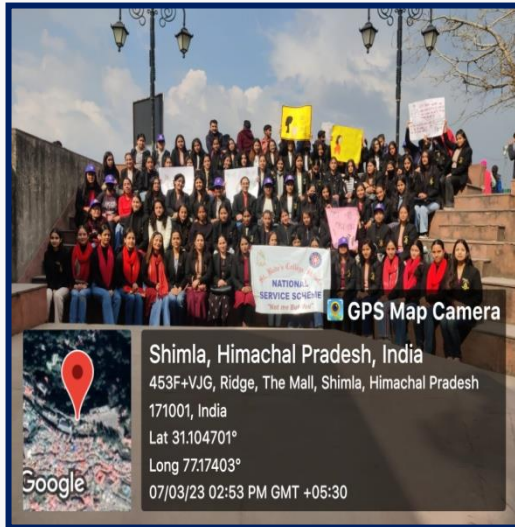 NATIONAL
SERVICE SCHEME
GPS Map Camera
Shimla, Himachal Pradesh, India
453F+VJG, Ridge, The Mall, Shimla, Himachal Pradesh
171001, India
Lat 31.104701°
Long 77.17403°
07/03/23 02:53 PM GMT +05:30
Google